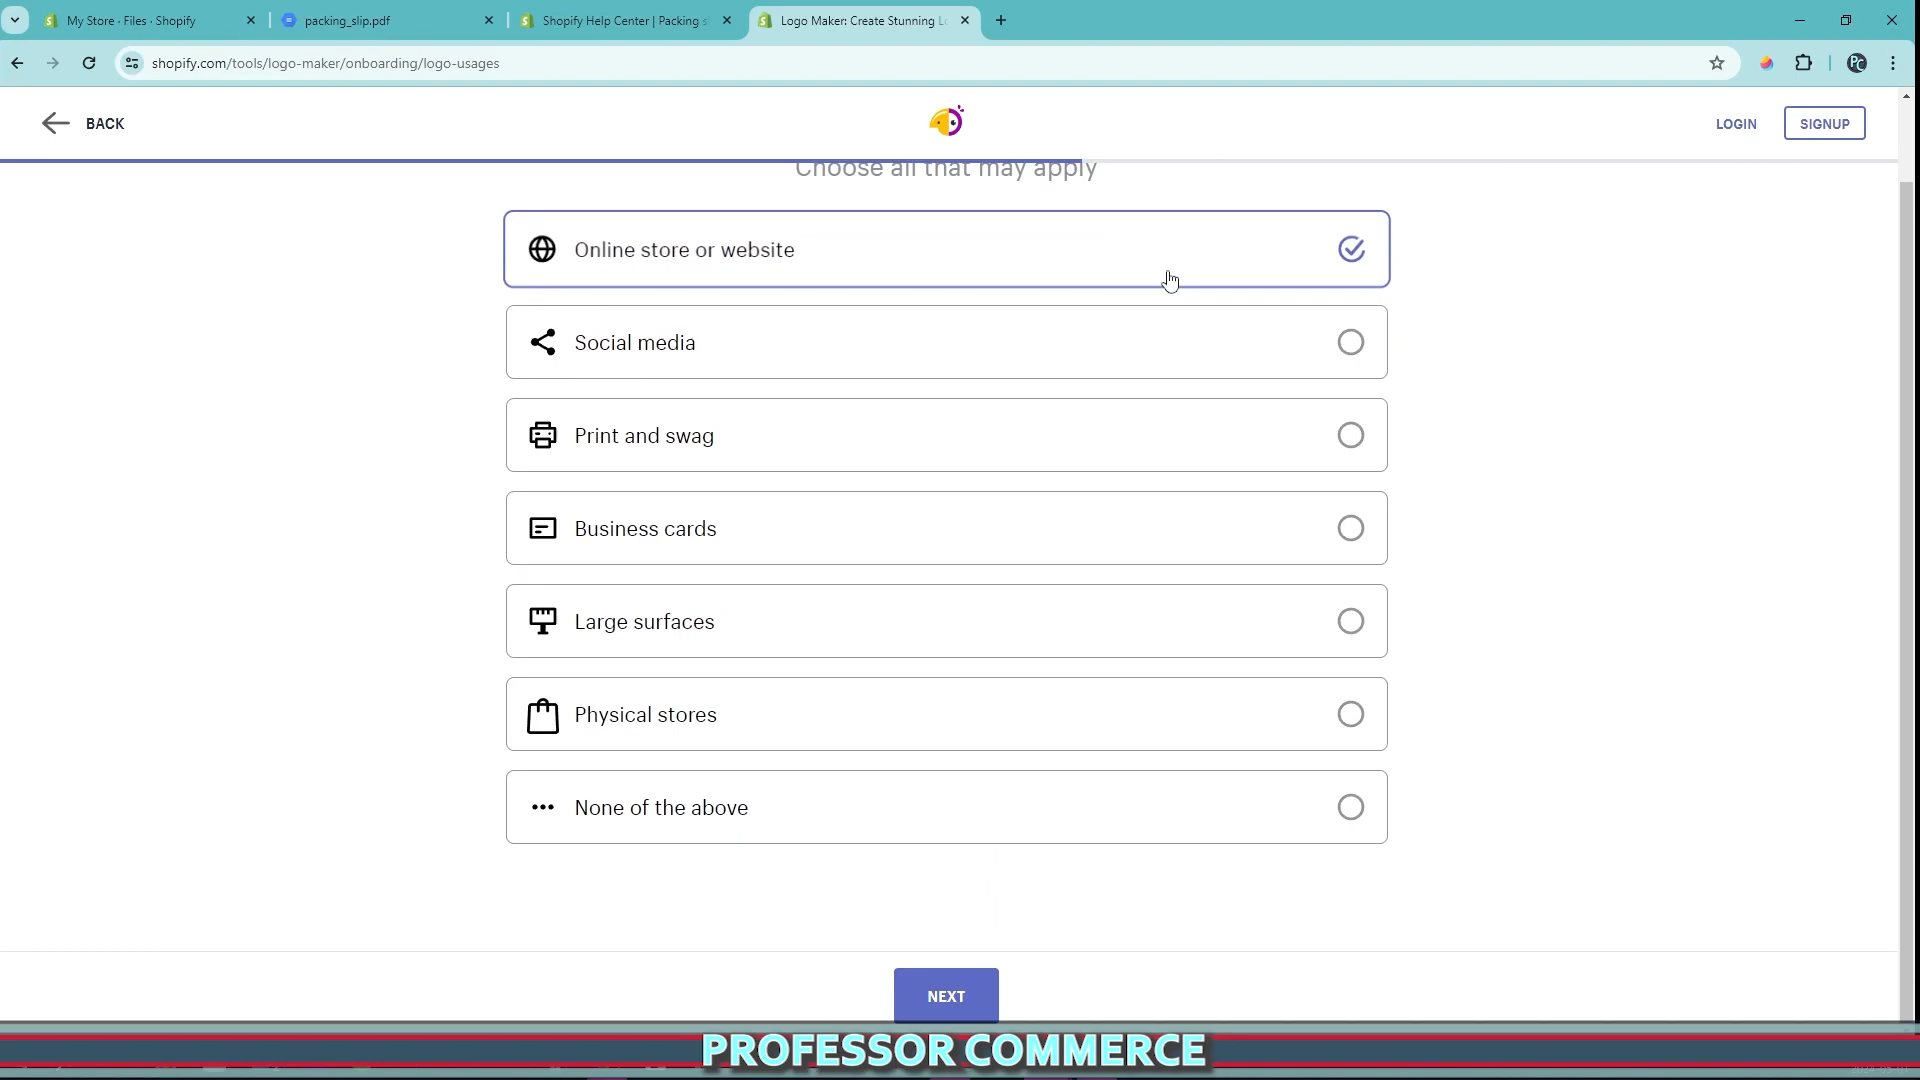 My Store · Files · Shopify
packing_slip.pdf
Shopify Help Center | Packing s
Logo Maker: Create Stunning L
shopify.com/tools/logo-maker/onboarding/logo-usages
BACK
LOGIN
SIGNUP
Choose all that may apply
Online store or website
Social media
Print and swag
Business cards
Large surfaces
Physical stores
None of the above
NEXT
PROFESSOR COMMERCE